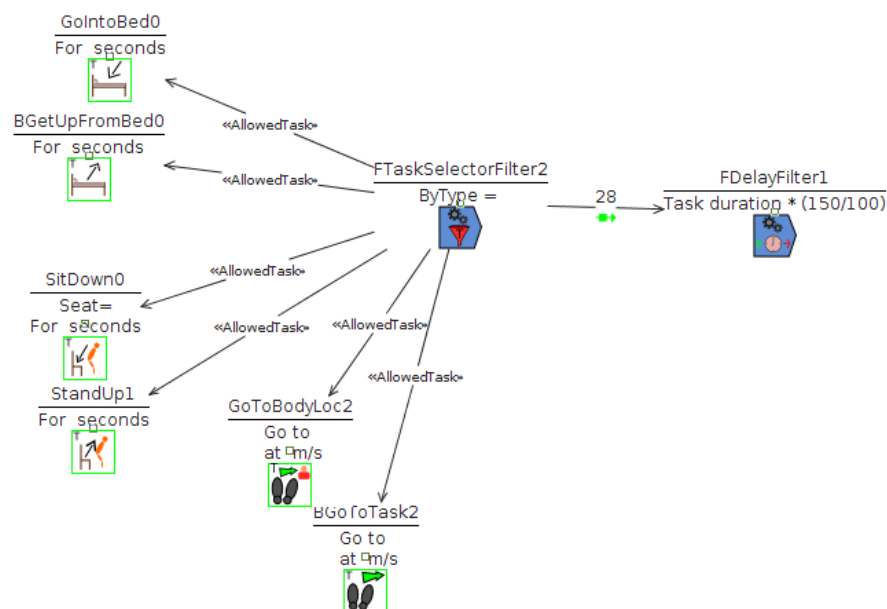 GoIntoBed0
For seconds
T
«AllowedTask»
BGetUpFromBed0
For seconds
T
«AllowedTask»
FTaskSelectorFilter2
ByType =
28
FDelayFilter1
Task duration * (150/100)
SitDown0
Seat=
For seconds
T
«AllowedTask»
StandUp1
For seconds
T
«AllowedTask»
«AllowedTask»
«AllowedTask»
GoToBodyLoc2
Go to
at m/s
T
BGoToTask2
Go to
at m/s
T